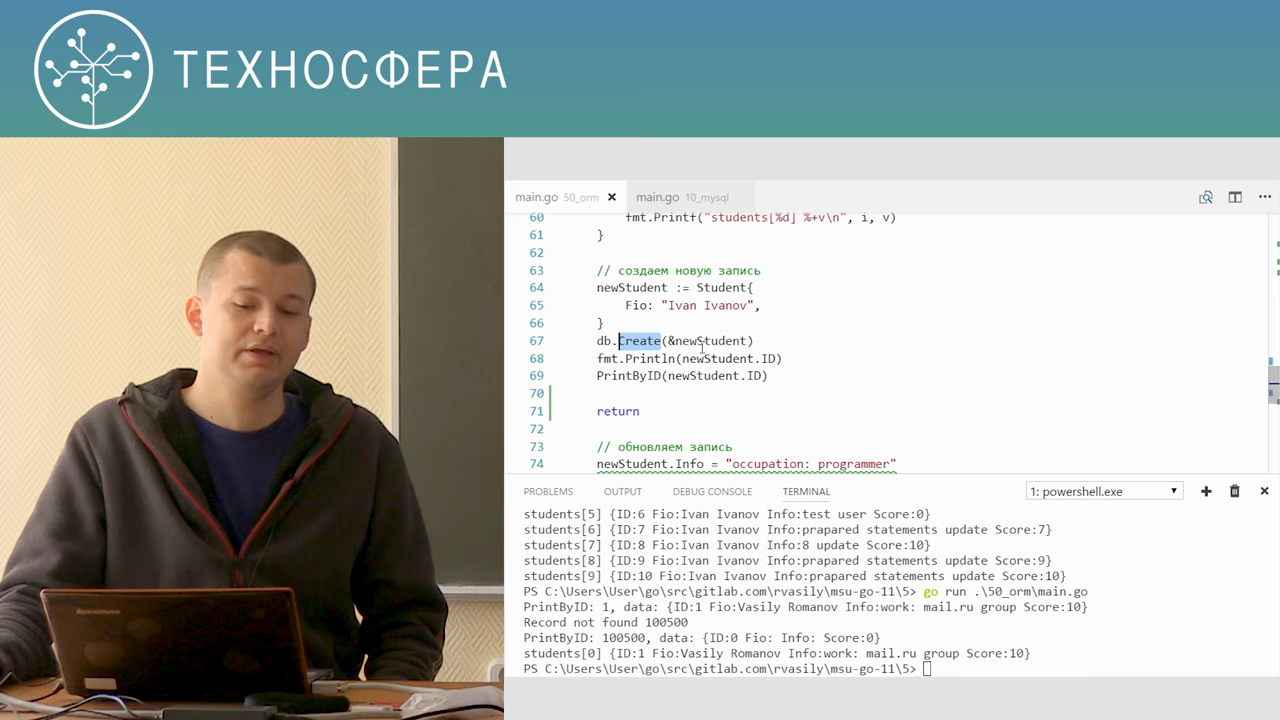 ТЕХНОСФЕРА
main.go 50_orm
main.go 10_mysql
60 fmt.Printf("students[%d] %+v\n", i, v)
61 }
62
63 // создаем новую запись
64 newStudent := Student{
65 Fio: "Ivan Ivanov",
66 }
67 db.Create(&newStudent)
68 fmt.Println(newStudent.ID)
69 PrintByID(newStudent.ID)
70
71 return
72
73 // обновляем запись
74 newStudent.Info = "occupation: programmer"
PROBLEMS OUTPUT DEBUG CONSOLE TERMINAL 1: powershell.exe
students[5] {ID:6 Fio:Ivan Ivanov Info:test user Score:0}
students[6] {ID:7 Fio:Ivan Ivanov Info:prapared statements update Score:7}
students[7] {ID:8 Fio:Ivan Ivanov Info:8 update Score:10}
students[8] {ID:9 Fio:Ivan Ivanov Info:prapared statements update Score:9}
students[9] {ID:10 Fio:Ivan Ivanov Info:prapared statements update Score:10}
PS C:\Users\User\go\src\gitlab.com\rvasily\msu-go-11\5> go run .\50_orm\main.go
PrintByID: 1, data: {ID:1 Fio:Vasily Romanov Info:work: mail.ru group Score:10}
Record not found 100500
PrintByID: 100500, data: {ID:0 Fio: Info: Score:0}
students[0] {ID:1 Fio:Vasily Romanov Info:work: mail.ru group Score:10}
PS C:\Users\User\go\src\gitlab.com\rvasily\msu-go-11\5>